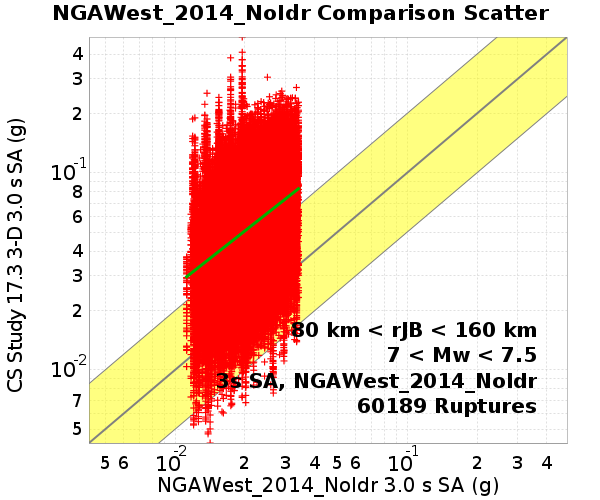 NGAWest_2014_NoIdr Comparison Scatter
CS Study 17.3 3-D 3.0 s SA (g)
4
3
2
10-1
8
6
4
3
2
10-2
7
5
80 km < rJB < 160 km
7 < Mw < 7.5
3s SA, NGAWest_2014_NoIdr
60189 Ruptures
5 6 10-2 2 3 4 5 6 10-1 2 3 4
NGAWest_2014_NoIdr 3.0 s SA (g)